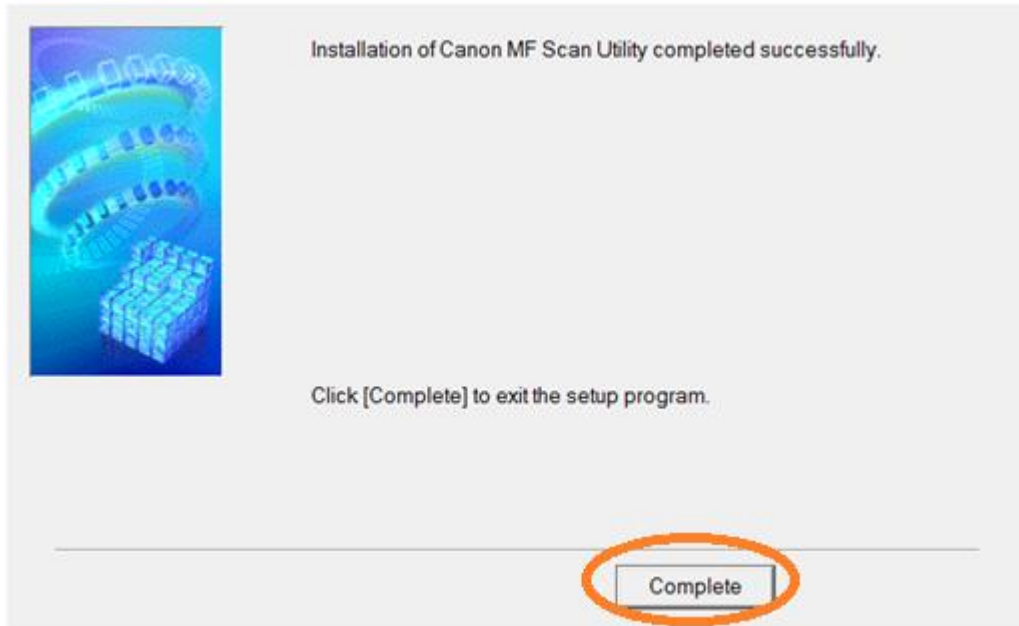 Installation of Canon MF Scan Utility completed successfully.
Click [Complete] to exit the setup program.
Complete